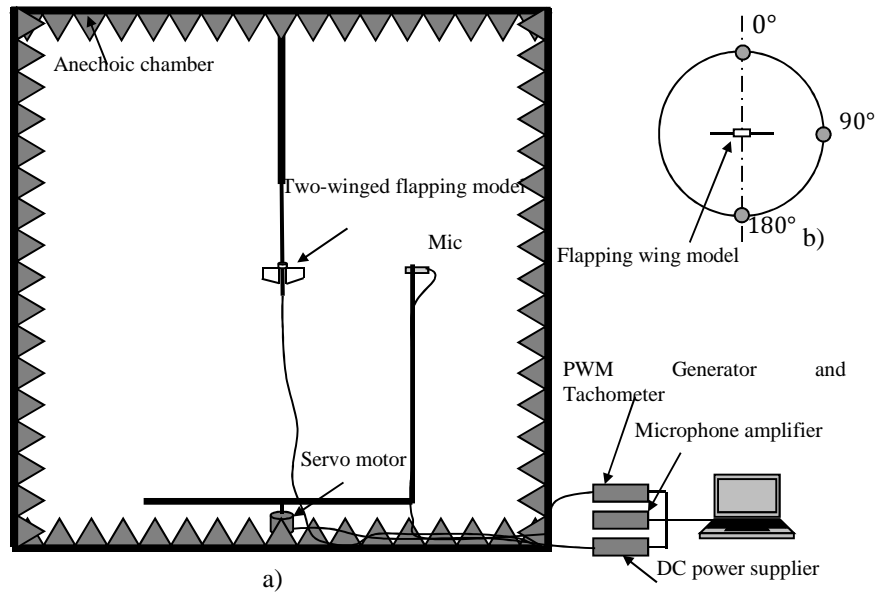 Anechoic chamber
Two-winged flapping model
Mic
Servo motor
a)
0°
90°
180°
b)
Flapping wing model
PWM Generator and
Tachometer
Microphone amplifier
DC power supplier